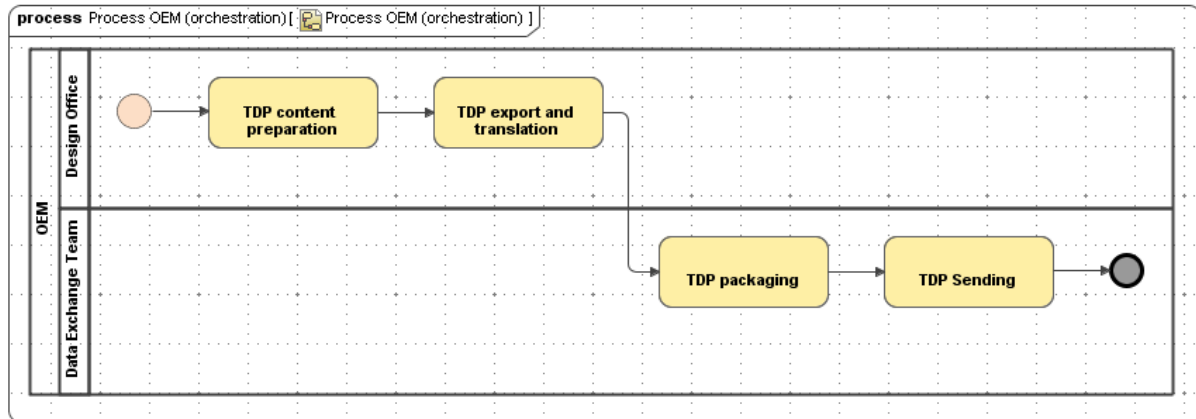 process Process OEM (orchestration) [ Process OEM (orchestration) ]
OEM
Design Office
TDP content
preparation
TDP export and
translation
Data Exchange Team
TDP packaging
TDP Sending